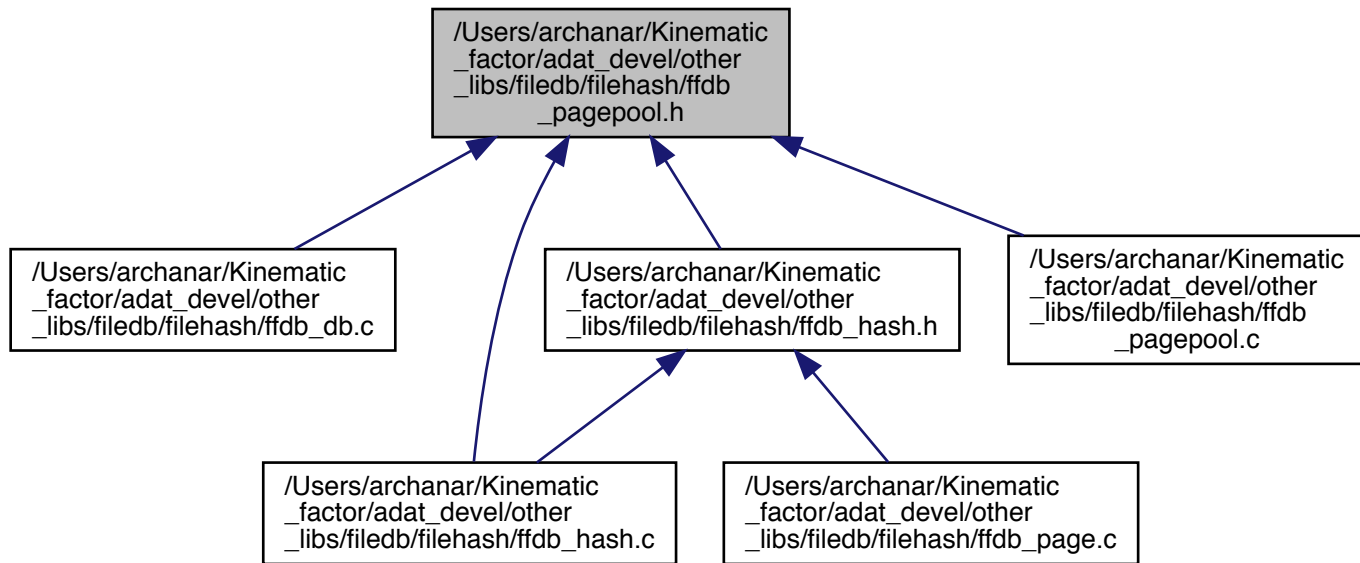 /Users/archanar/Kinematic
_factor/adat_devel/other
_libs/filedb/filehash/ffdb
_pagepool.h
/Users/archanar/Kinematic
_factor/adat_devel/other
_libs/filedb/filehash/ffdb_db.c
/Users/archanar/Kinematic
_factor/adat_devel/other
_libs/filedb/filehash/ffdb_hash.h
/Users/archanar/Kinematic
_factor/adat_devel/other
_libs/filedb/filehash/ffdb
_pagepool.c
/Users/archanar/Kinematic
_factor/adat_devel/other
_libs/filedb/filehash/ffdb_hash.c
/Users/archanar/Kinematic
_factor/adat_devel/other
_libs/filedb/filehash/ffdb_page.c